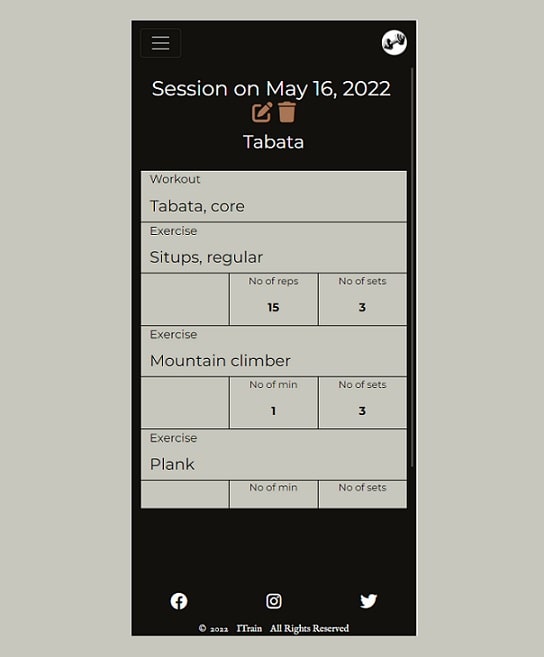 Session on May 16, 2022
Tabata
Workout
Tabata, core
Exercise
Situps, regular
No of reps No of sets
15 3
Exercise
Mountain climber
No of min No of sets
1 3
Exercise
Plank
No of min No of sets
© 2022 ITrain All Rights Reserved